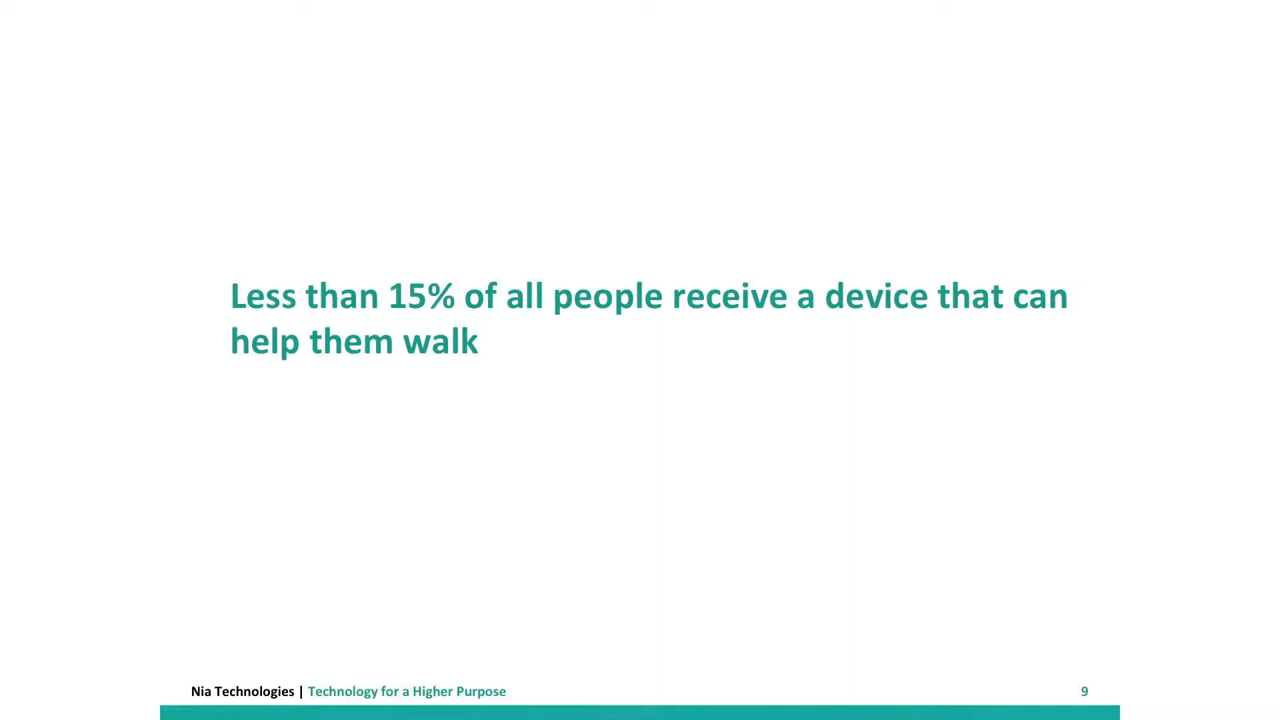 Less than 15% of all people receive a device that can
help them walk
Nia Technologies | Technology for a Higher Purpose
9